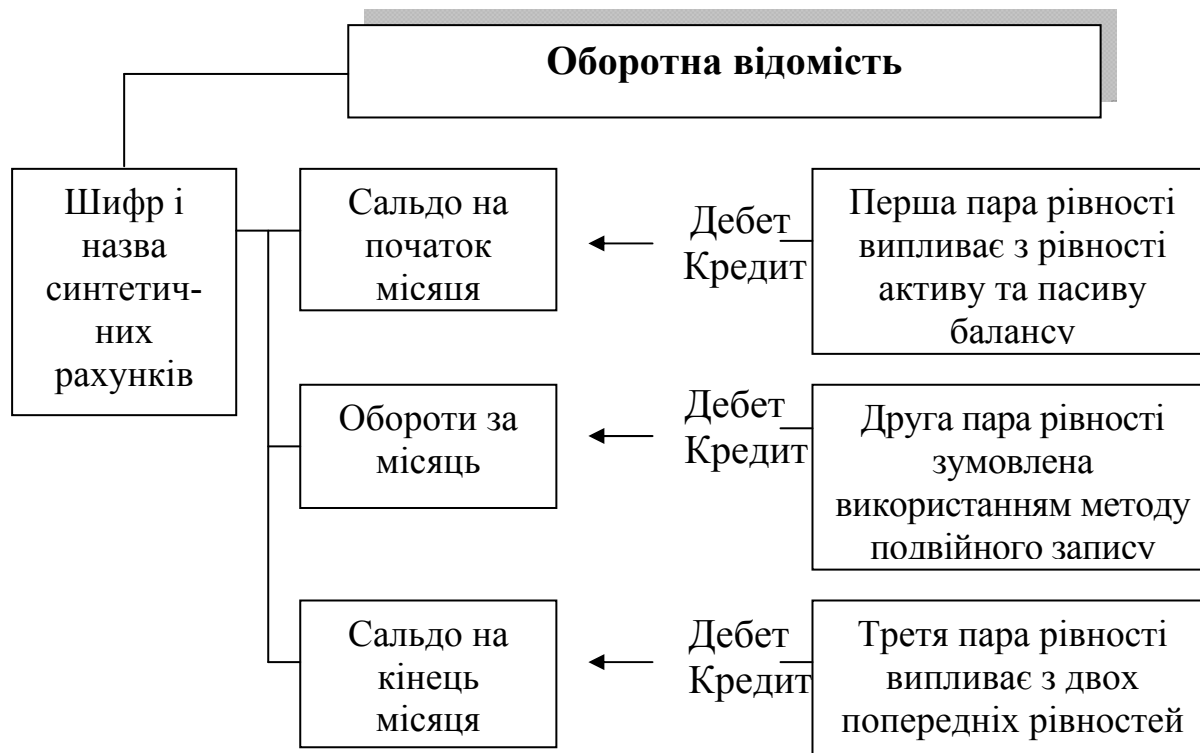 Оборотна відомість
Шифр і
назва
синтетич-
них
рахунків
Сальдо на
початок
місяця
Дебет
Кредит
Перша пара рівності
випливає з рівності
активу та пасиву
балансу
Обороти за
місяць
Дебет
Кредит
Друга пара рівності
зумовлена
використанням методу
подвійного запису
Сальдо на
кінець
місяця
Дебет
Кредит
Третя пара рівності
випливає з двох
попередніх рівностей